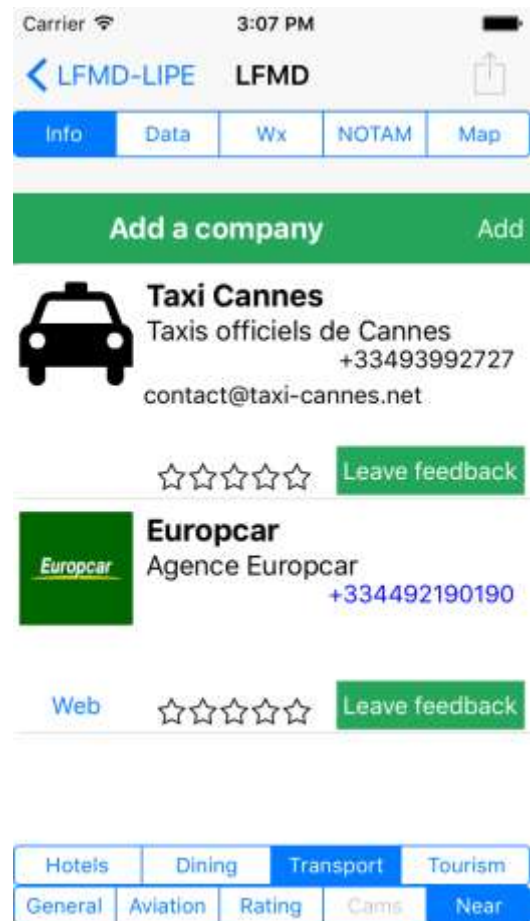 Carrier 3:07 PM
LFMD-LIPE LFMD
Info Data Wx NOTAM Map
Add a company Add
Taxi Cannes
Taxis officiels de Cannes
+33493992727
contact@taxi-cannes.net
Leave feedback
Europcar
Europcar
Agence Europcar
+334492190190
Web Leave feedback
Hotels Dining Transport Tourism
General Aviation Rating Cams Near